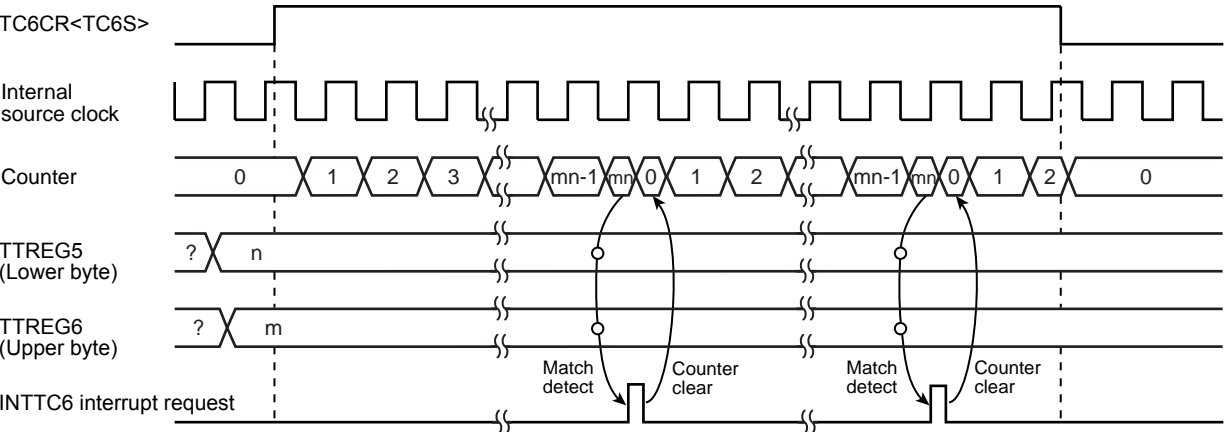 TC6CR<TC6S>
Internal
source clock
Counter
0 1 2 3 mn-1 mn 0 1 2 mn-1 mn 0 1 2 0
TTREG5
(Lower byte)
? n
TTREG6
(Upper byte)
? m
Match
detect
Counter
clear
Match
detect
Counter
clear
INTTC6 interrupt request